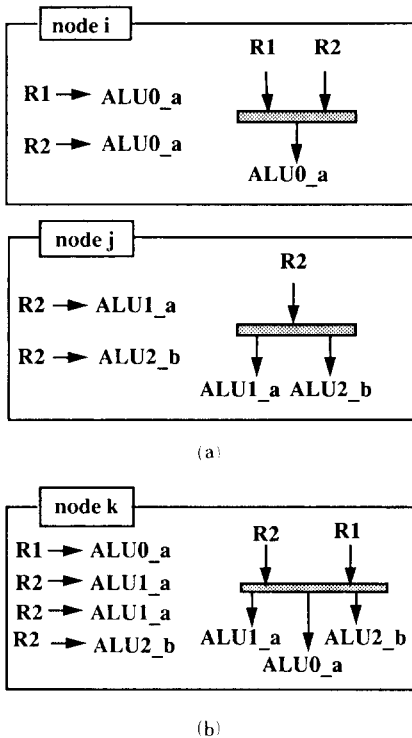 node i
R1 → ALU0_a
R2 → ALU0_a
R1 R2
ALU0_a
node j
R2 → ALU1_a
R2 → ALU2_b
R2
ALU1_a ALU2_b
(a)
node k
R1 → ALU0_a
R2 → ALU1_a
R2 → ALU1_a
R2 → ALU2_b
R2 R1
ALU1_a ALU2_b
ALU0_a
(b)